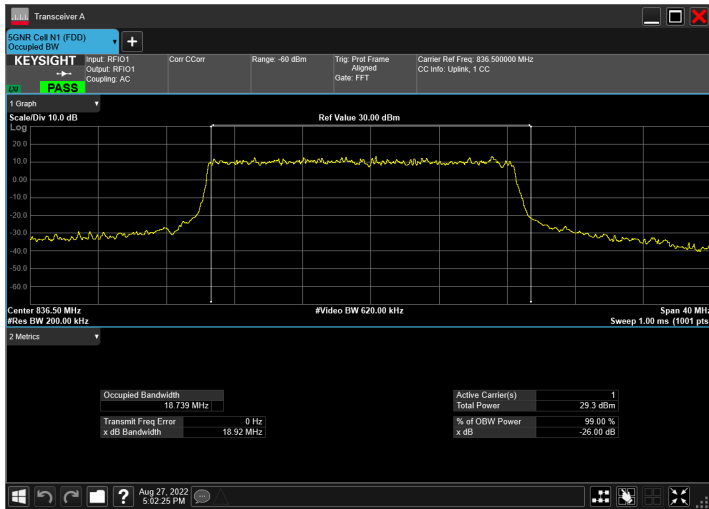 Transceiver A
5GNR Cell N1 (FDD)
Occupied BW
KEYSIGHT
LXI
PASS
Input: RFIO1
Output: RFIO1
Coupling: AC
Corr CCorr
Range: -60 dBm
Trig: Prot Frame
Aligned
Gate: FFT
Carrier Ref Freq: 836.500000 MHz
CC Info: Uplink, 1 CC
1 Graph
Scale/Div 10.0 dB
Ref Value 30.00 dBm
Log
20.0
10.0
0.00
-10.0
-20.0
-30.0
-40.0
-50.0
-60.0
Center 836.50 MHz
#Video BW 620.00 kHz
Span 40 MHz
#Res BW 200.00 kHz
Sweep 1.00 ms (1001 pts
2 Metrics
Occupied Bandwidth
18.739 MHz
Transmit Freq Error 0 Hz
x dB Bandwidth 18.92 MHz
Active Carrier(s) 1
Total Power 29.3 dBm
% of OBW Power 99.00 %
x dB -26.00 dB
?
Aug 27, 2022
5:02:25 PM